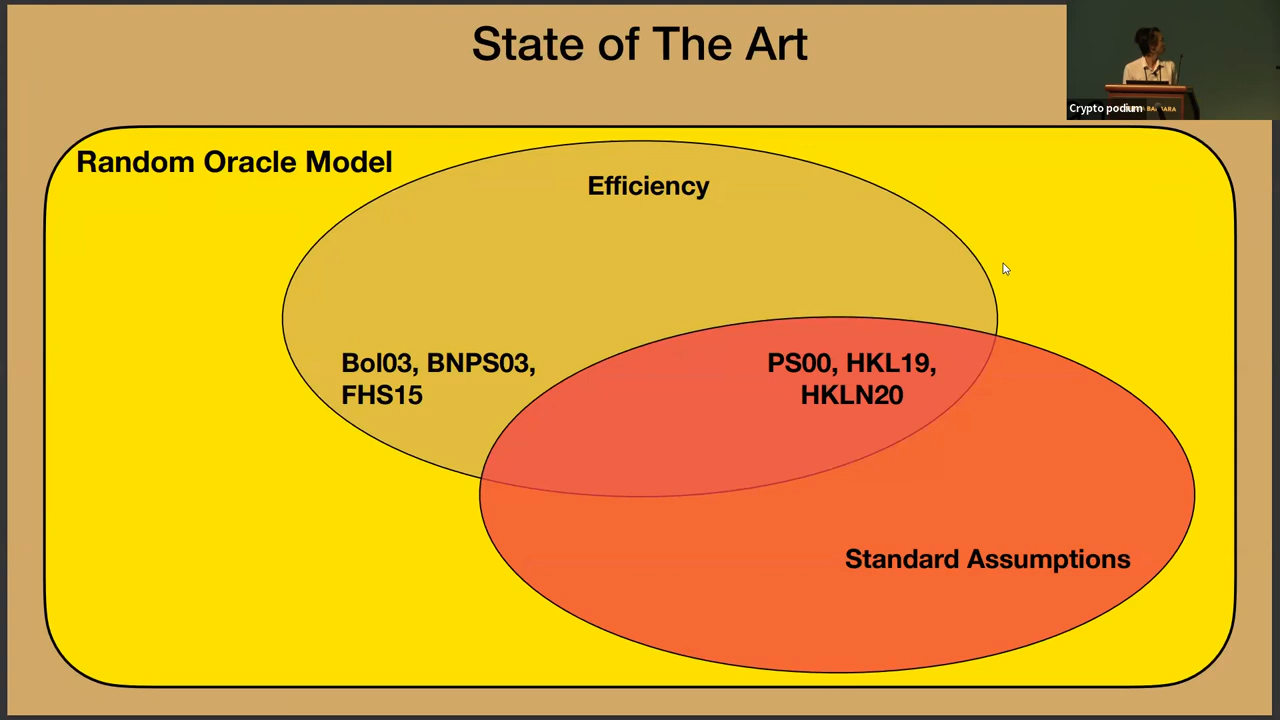 State of The Art
Crypto podium
Random Oracle Model
Efficiency
Bol03, BNPS03,
FHS15
PS00, HKL19,
HKLN20
Standard Assumptions